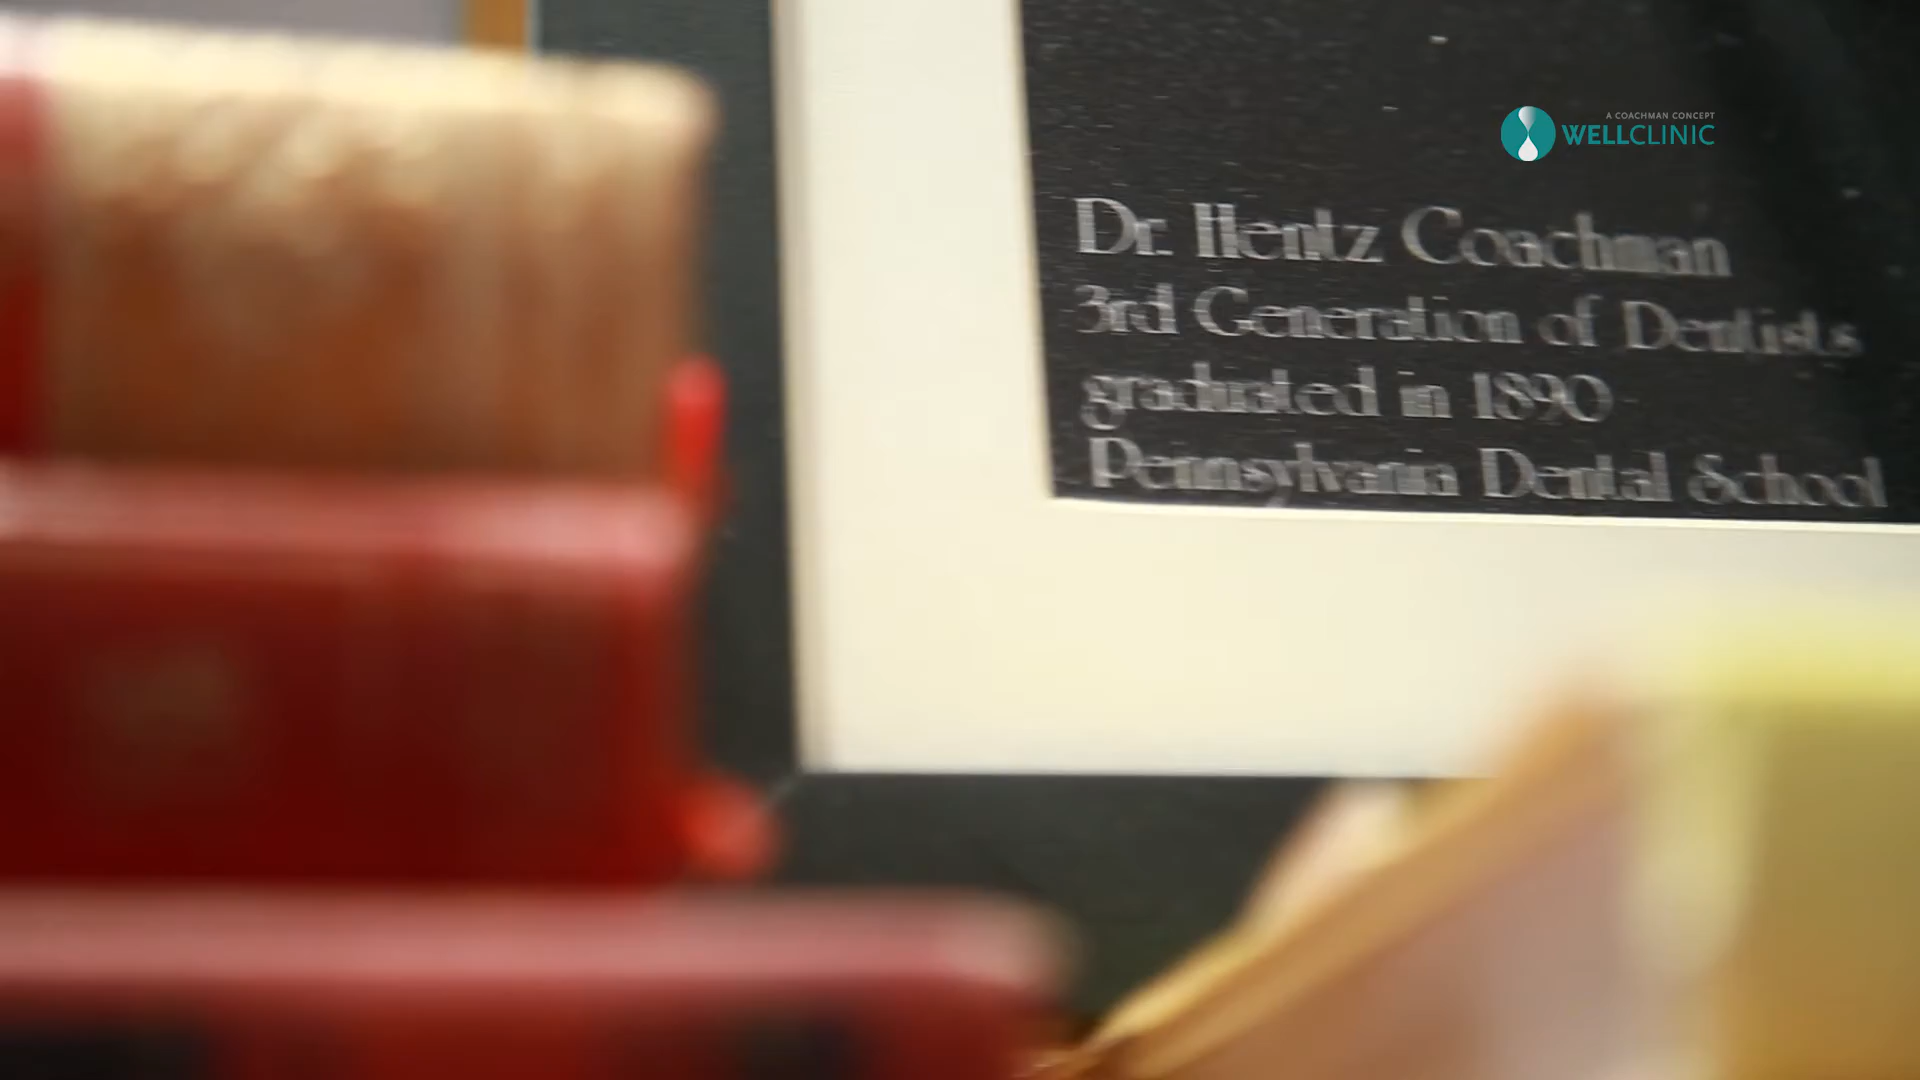 A COACHMAN CONCEPT
WELLCLINIC
Dr. Hentz Coachman
3rd Generation of Dentists
graduated in 1890
Pennsylvania Dental School